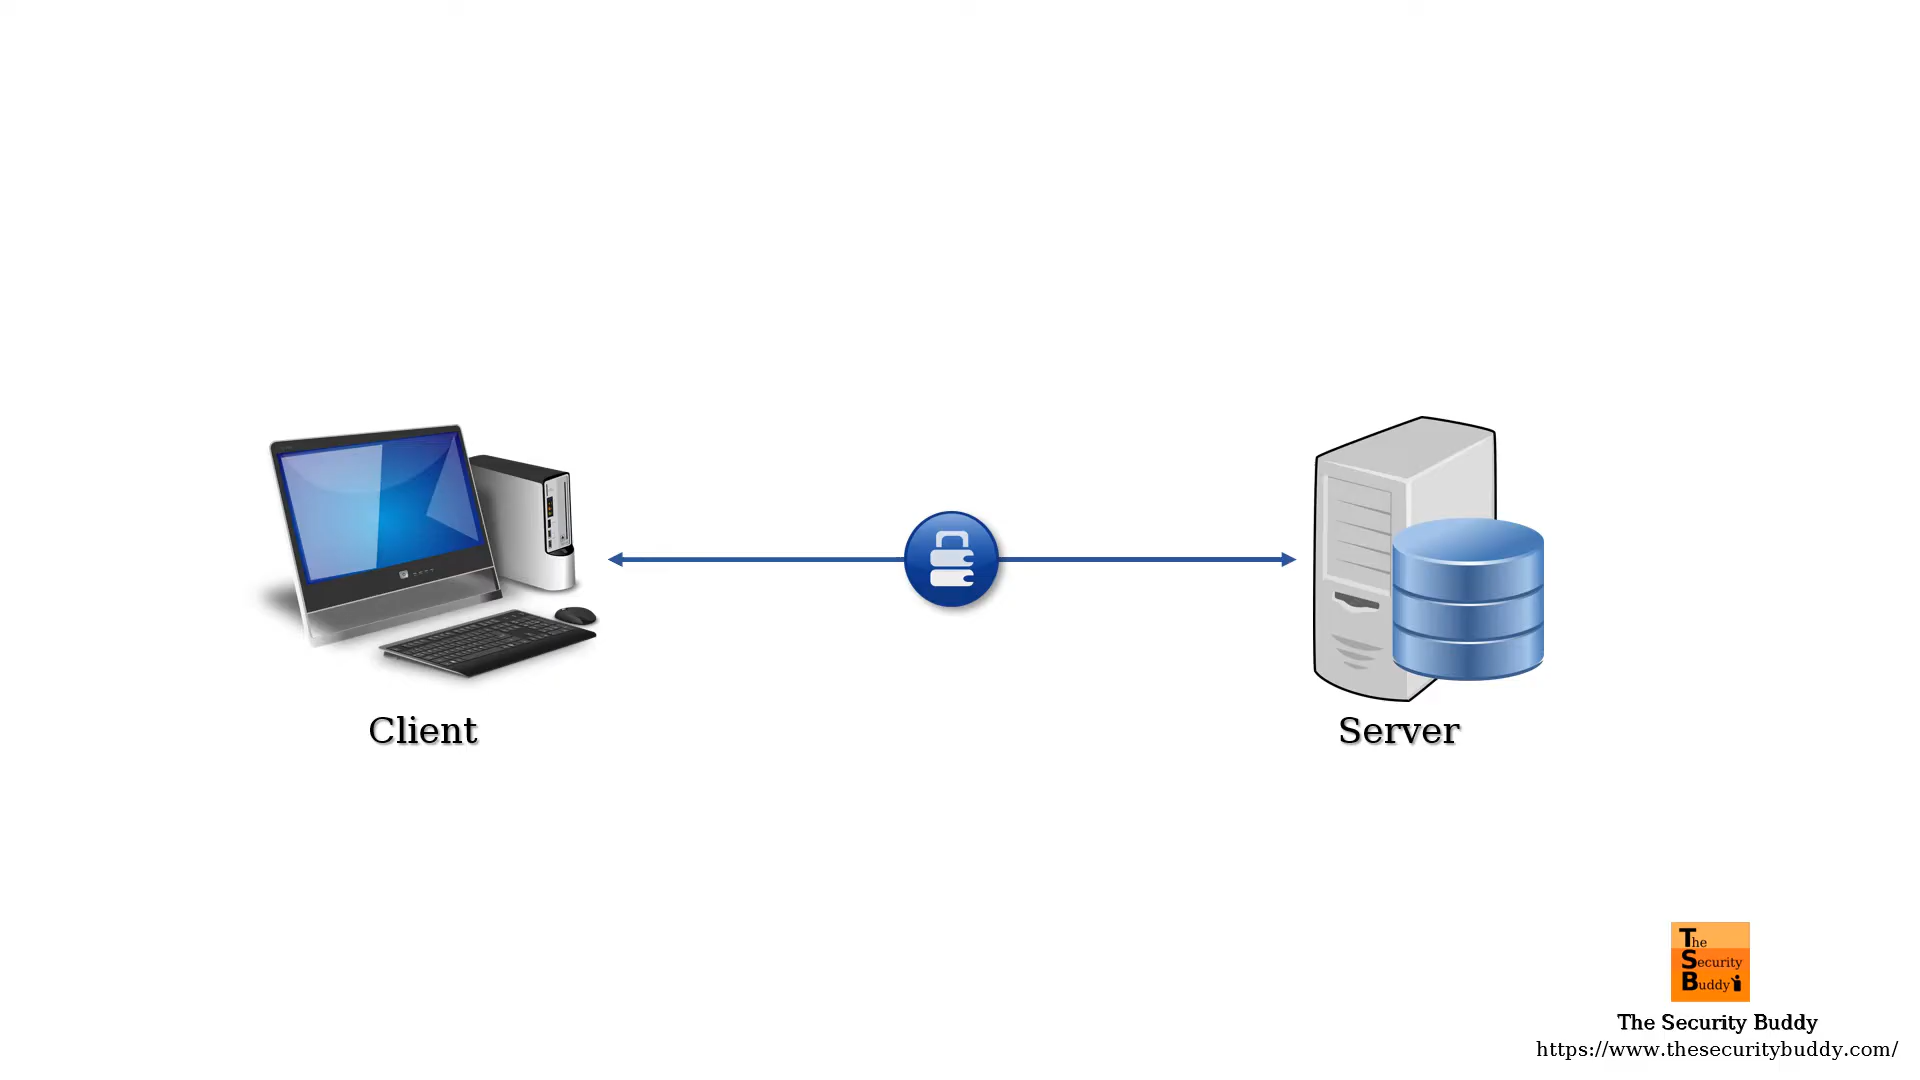 Client
Server
The
Security
Buddy
The Security Buddy
https://www.thesecuritybuddy.com/